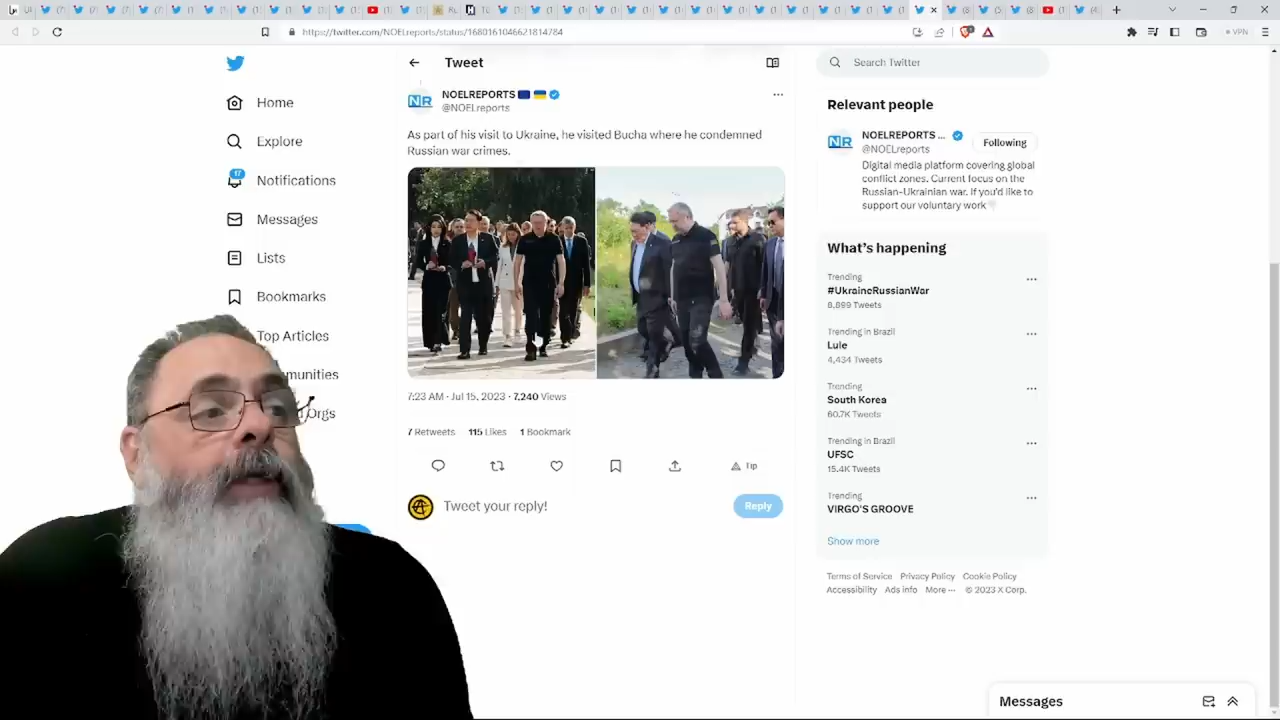 https://twitter.com/NOELreports/status/1680161046621814784
VPN
Home
Explore
17
Notifications
Messages
Lists
Bookmarks
Top Articles
Orgs
Tweet
NR
NOELREPORTS
@NOELreports
As part of his visit to Ukraine, he visited Bucha where he condemned
Russian war crimes.
7:23 AM · Jul 15, 2023 · 7,240 Views
7 Retweets 115 Likes 1 Bookmark
Tip
Tweet your reply!
Reply
Search Twitter
Relevant people
NR
NOELREPORTS ...
Following
@NOELreports
Digital media platform covering global
conflict zones. Current focus on the
Russian-Ukrainian war. If you'd like to
support our voluntary work
What's happening
Trending
#UkraineRussianWar
8,899 Tweets
Trending in Brazil
Lule
4,434 Tweets
Trending
South Korea
60.7K Tweets
Trending in Brazil
UFSC
15.4K Tweets
Trending
VIRGO'S GROOVE
Show more
Terms of Service Privacy Policy Cookie Policy
Accessibility Ads info More ··· © 2023 X Corp.
Messages